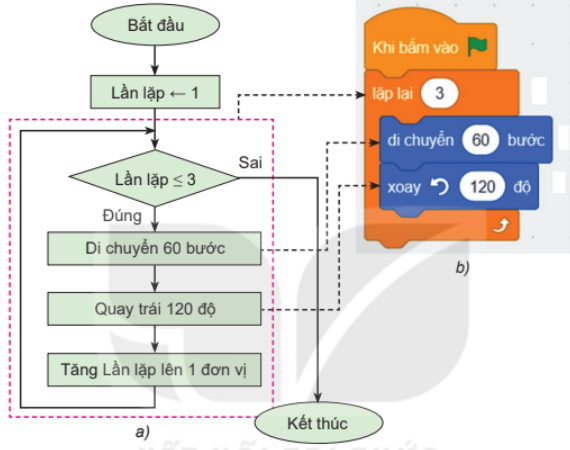 Bắt đầu
Lần lặp ← 1
Lần lặp ≤ 3
Sai
Đúng
Di chuyển 60 bước
Quay trái 120 độ
Tăng Lần lặp lên 1 đơn vị
Kết thúc
a)
Khi bấm vào
lặp lại 3
di chuyển 60 bước
xoay 120 độ
b)